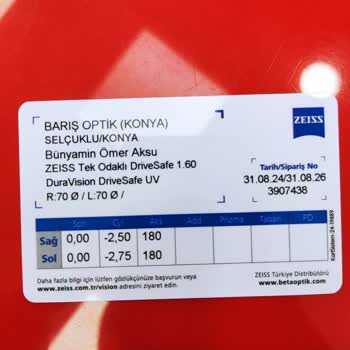 BARIŞ OPTİK (KONYA)
SELÇUKLU/KONYA
Bünyamin Ömer Aksu
ZEISS Tek Odaklı DriveSafe 1.60
DuraVision DriveSafe UV
R:70 Ø / L:70 Ø /
ZEISS
Tarih/Sipariş No
31.08.24/31.08.26
3907438
Sph Cyl Aks Add Prizma Taban PD
Sağ 0,00 -2,50 180
Sol 0,00 -2,75 180
Daha fazla bilgi için lütfen gözlükçünüze başvurun veya
www.zeiss.com.tr/vision adresini ziyaret edin.
ZEISS Türkiye Distribütörü
www.betaoptik.com